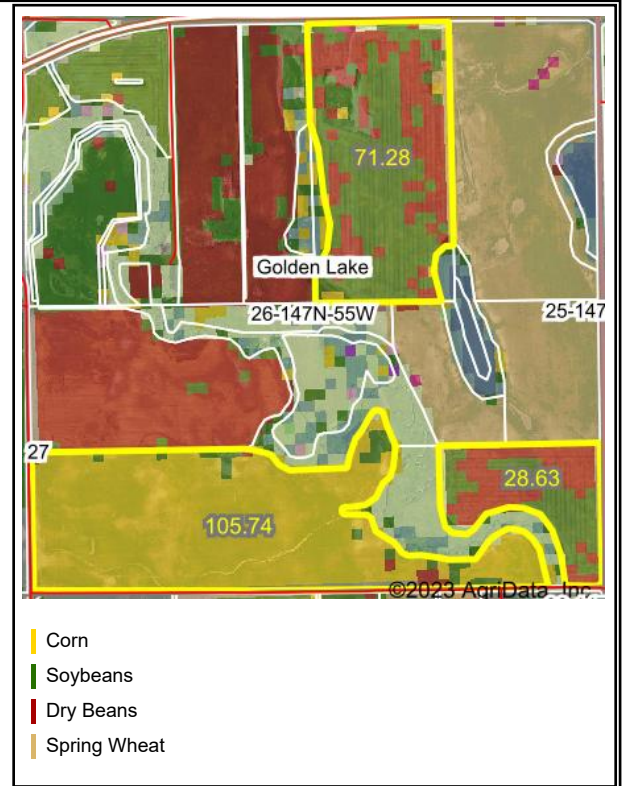 71.28
Golden Lake
26-147N-55W
25-147
27
28.63
105.74
©2023 AgriData, Inc.
Corn
Soybeans
Dry Beans
Spring Wheat